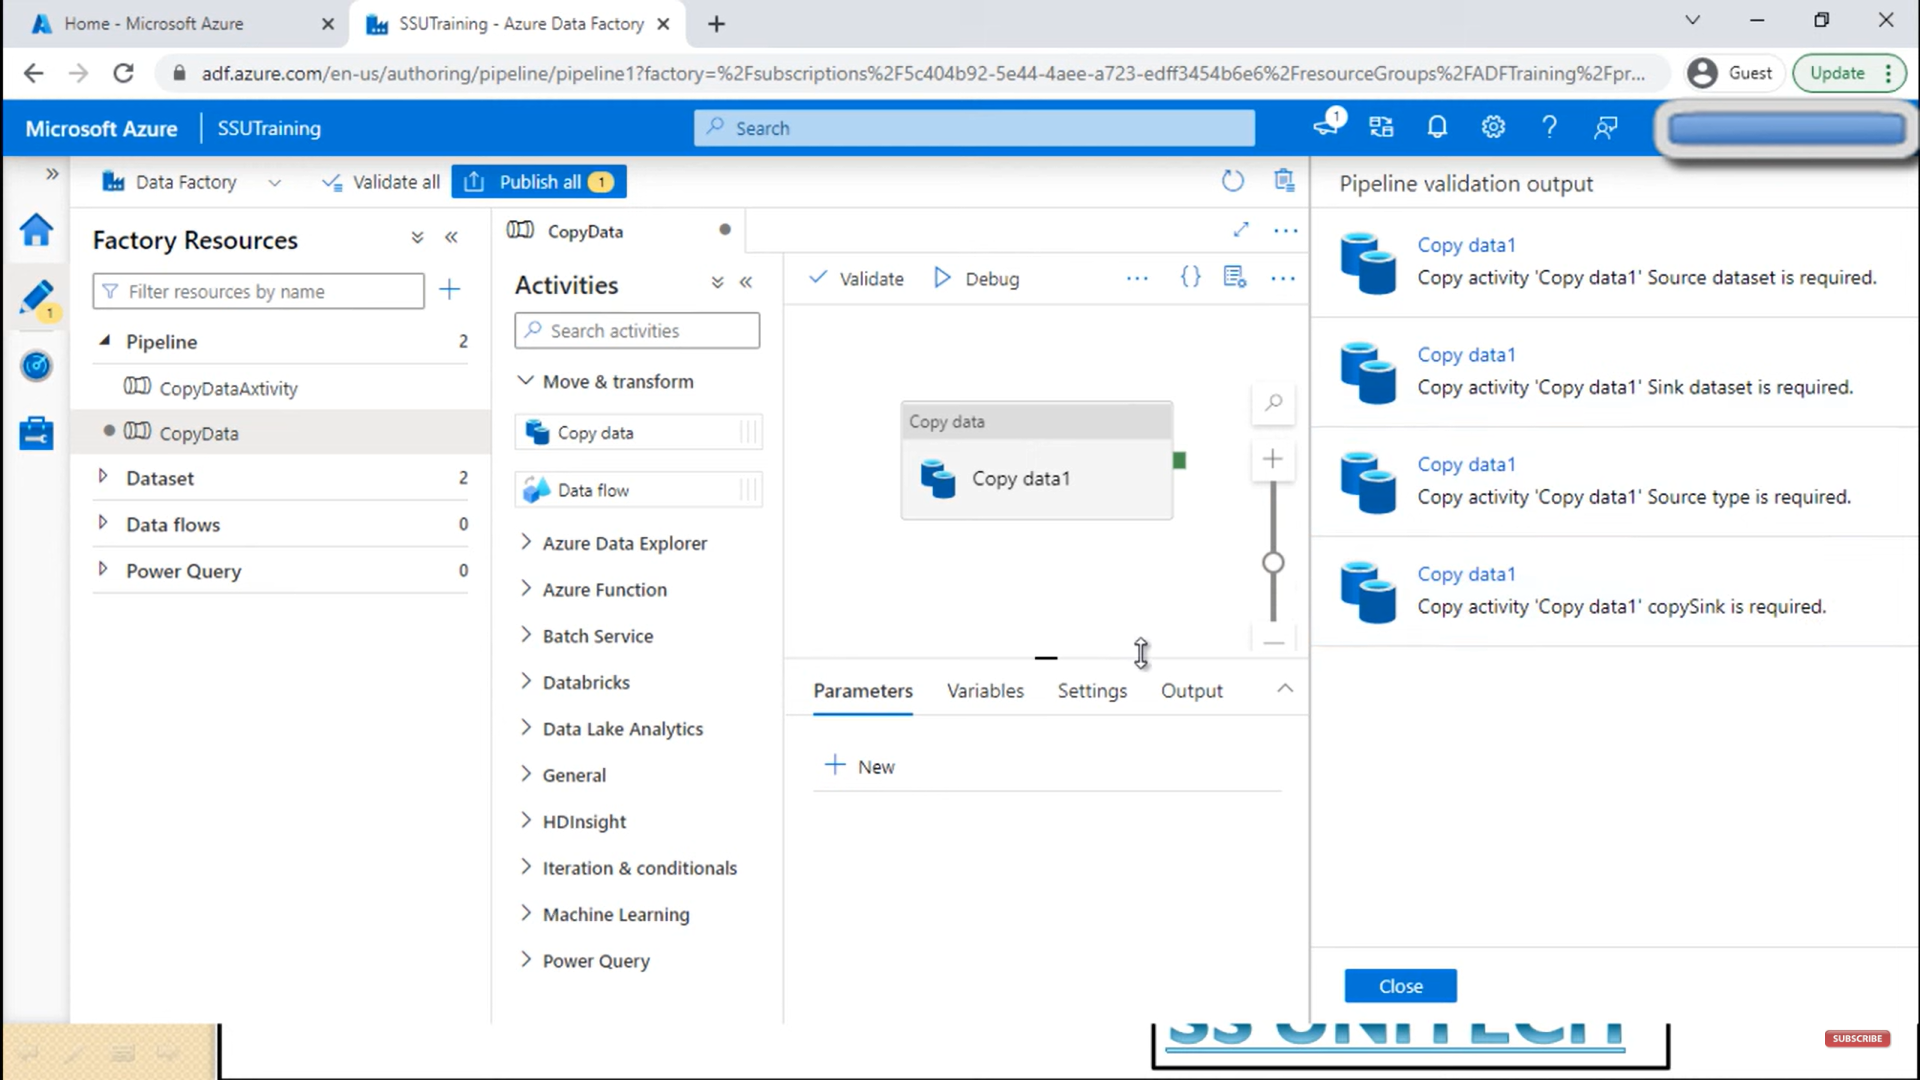 Home - Microsoft Azure
SSUTraining - Azure Data Factory
adf.azure.com/en-us/authoring/pipeline/pipeline1?factory=%2Fsubscriptions%2F5c404b92-5e44-4aee-a723-edff3454b6e6%2FresourceGroups%2FADFTraining%2Fpr...
Guest
Update
Microsoft Azure
SSUTraining
Search
1
Data Factory
Validate all
Publish all 1
Pipeline validation output
Factory Resources
Filter resources by name
1
Pipeline 2
CopyDataAxtivity
CopyData
Dataset 2
Data flows 0
Power Query 0
CopyData
Activities
Search activities
Move & transform
Copy data
Data flow
Azure Data Explorer
Azure Function
Batch Service
Databricks
Data Lake Analytics
General
HDInsight
Iteration & conditionals
Machine Learning
Power Query
Validate
Debug
Copy data
Copy data1
Parameters
Variables
Settings
Output
New
Copy data1
Copy activity 'Copy data1' Source dataset is required.
Copy data1
Copy activity 'Copy data1' Sink dataset is required.
Copy data1
Copy activity 'Copy data1' Source type is required.
Copy data1
Copy activity 'Copy data1' copySink is required.
Close
SS UNITECH
SUBSCRIBE